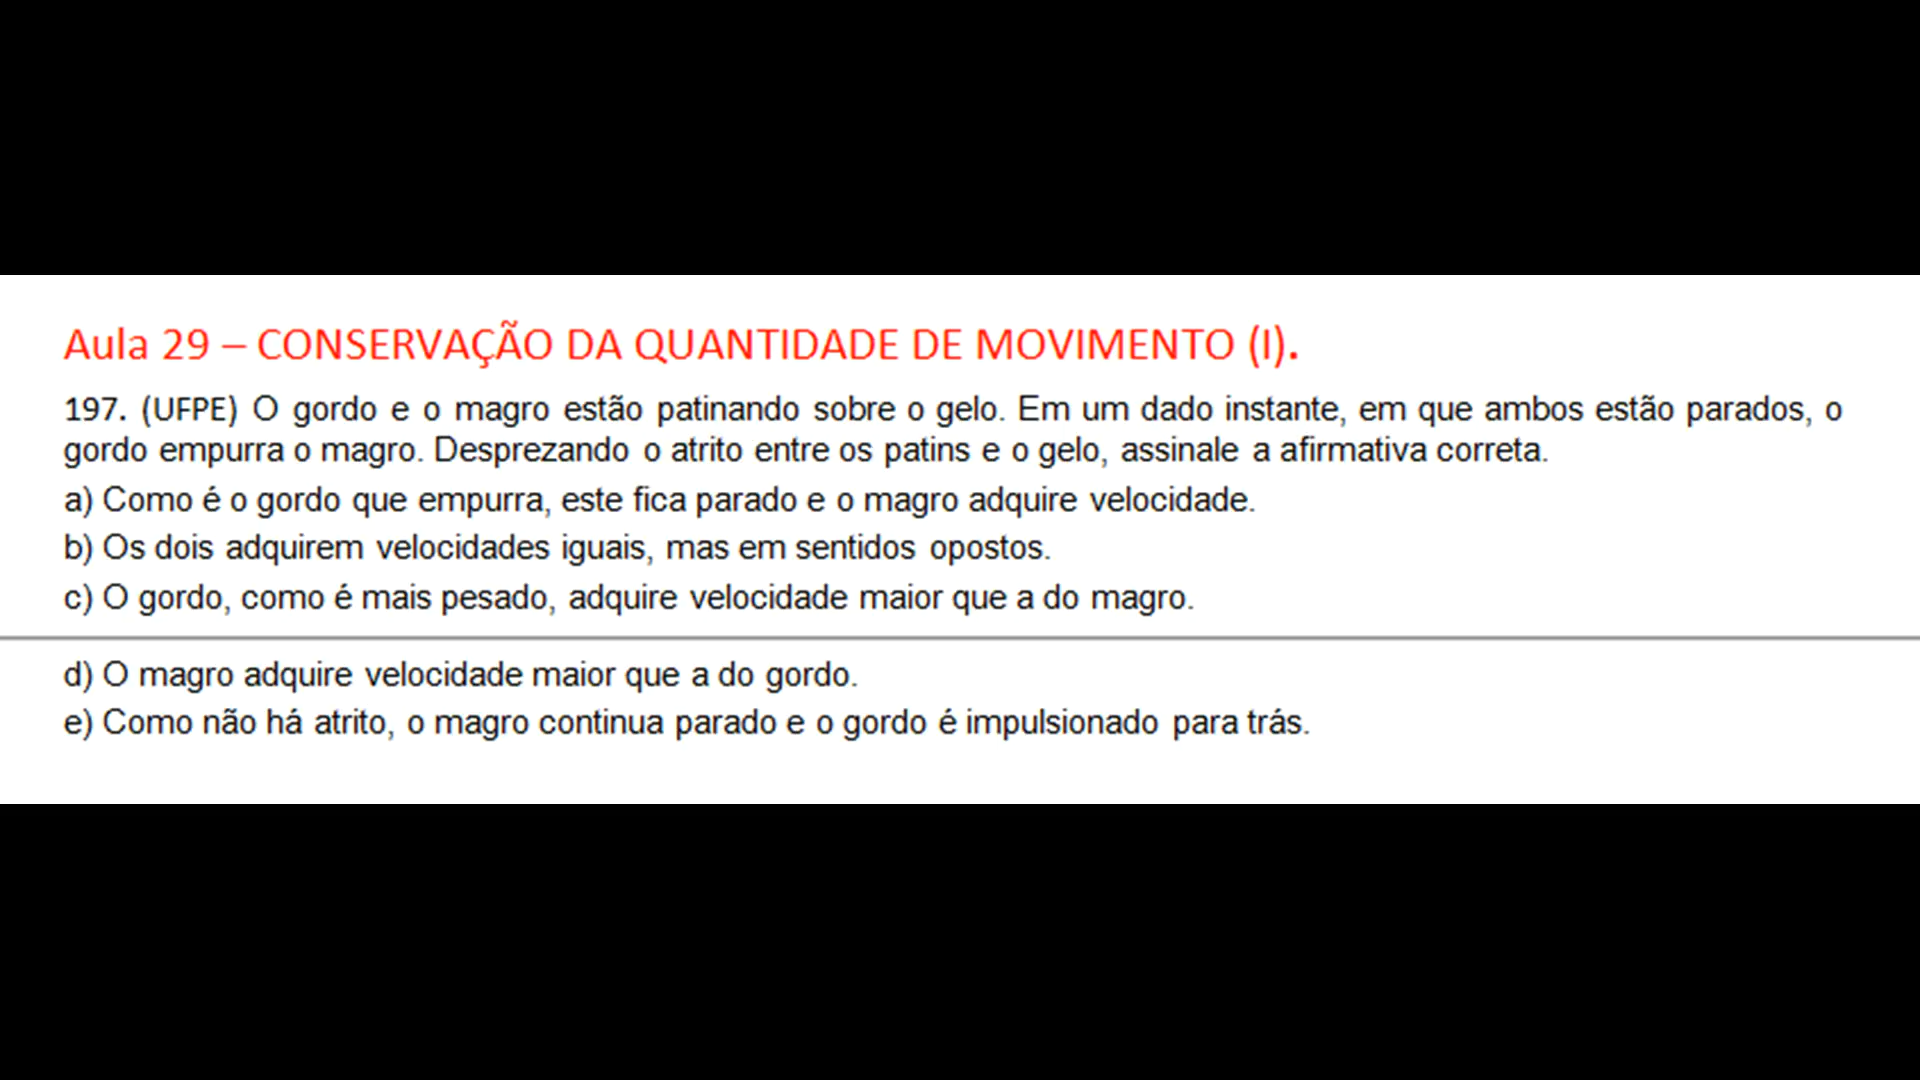 Aula 29 – CONSERVAÇÃO DA QUANTIDADE DE MOVIMENTO (I).
197. (UFPE) O gordo e o magro estão patinando sobre o gelo. Em um dado instante, em que ambos estão parados, o
gordo empurra o magro. Desprezando o atrito entre os patins e o gelo, assinale a afirmativa correta.
a) Como é o gordo que empurra, este fica parado e o magro adquire velocidade.
b) Os dois adquirem velocidades iguais, mas em sentidos opostos.
c) O gordo, como é mais pesado, adquire velocidade maior que a do magro.
d) O magro adquire velocidade maior que a do gordo.
e) Como não há atrito, o magro continua parado e o gordo é impulsionado para trás.